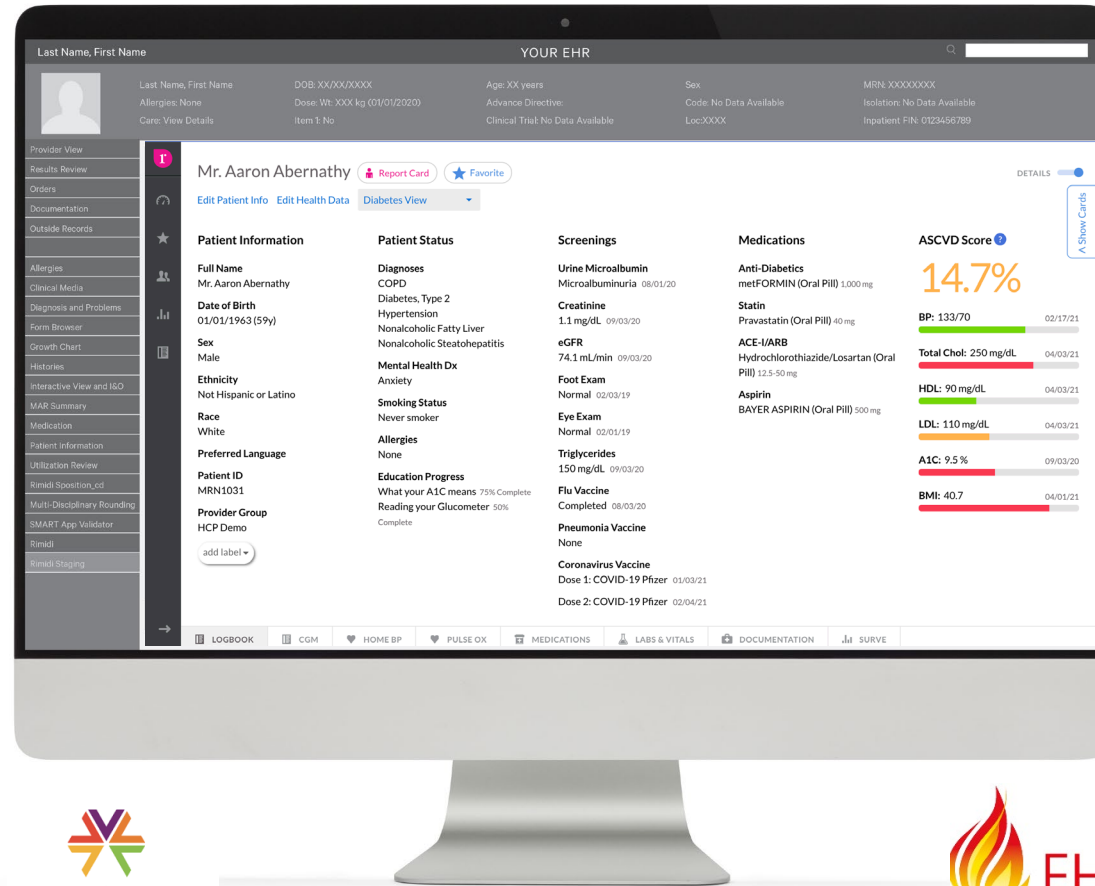 Last Name, First Name
YOUR EHR
Last Name, First Name
DOB: XX/XX/XXXX
Age: XX years
Sex
MRN: XXXXXXXX
Allergies: None
Dose: Wt: XXX kg (01/01/2020)
Advance Directive:
Code: No Data Available
Isolation: No Data Available
Care: View Details
Item 1: No
Clinical Trial: No Data Available
Loc:XXXX
Inpatient FIN: 0123456789
Provider View
Results Review
Orders
Documentation
Outside Records
Allergies
Clinical Media
Diagnosis and Problems
Form Browser
Growth Chart
Histories
Interactive View and I&O
MAR Summary
Medication
Patient Information
Utilization Review
Rimidi Sposition_cd
Multi-Disciplinary Rounding
SMART App Validator
Rimidi
Rimidi Staging
r
Mr. Aaron Abernathy
Report Card
Favorite
DETAILS
Edit Patient Info
Edit Health Data
Diabetes View
< Show Cards
Patient Information
Full Name
Mr. Aaron Abernathy
Date of Birth
01/01/1963 (59y)
Sex
Male
Ethnicity
Not Hispanic or Latino
Race
White
Preferred Language
Patient ID
MRN1031
Provider Group
HCP Demo
add label
Patient Status
Diagnoses
COPD
Diabetes, Type 2
Hypertension
Nonalcoholic Fatty Liver
Nonalcoholic Steatohepatitis
Mental Health Dx
Anxiety
Smoking Status
Never smoker
Allergies
None
Education Progress
What your A1C means 75% Complete
Reading your Glucometer 50%
Complete
Screenings
Urine Microalbumin
Microalbuminuria 08/01/20
Creatinine
1.1 mg/dL 09/03/20
eGFR
74.1 mL/min 09/03/20
Foot Exam
Normal 02/03/19
Eye Exam
Normal 02/01/19
Triglycerides
150 mg/dL 09/03/20
Flu Vaccine
Completed 08/03/20
Pneumonia Vaccine
None
Coronavirus Vaccine
Dose 1: COVID-19 Pfizer 01/03/21
Dose 2: COVID-19 Pfizer 02/04/21
Medications
Anti-Diabetics
metFORMIN (Oral Pill) 1,000 mg
Statin
Pravastatin (Oral Pill) 40 mg
ACE-I/ARB
Hydrochlorothiazide/Losartan (Oral
Pill) 12.5-50 mg
Aspirin
BAYER ASPIRIN (Oral Pill) 500 mg
ASCVD Score ?
14.7%
BP: 133/70 02/17/21
Total Chol: 250 mg/dL 04/03/21
HDL: 90 mg/dL 04/03/21
LDL: 110 mg/dL 04/03/21
A1C: 9.5 % 09/03/20
BMI: 40.7 04/01/21
LOGBOOK
CGM
HOME BP
PULSE OX
MEDICATIONS
LABS & VITALS
DOCUMENTATION
SURVE